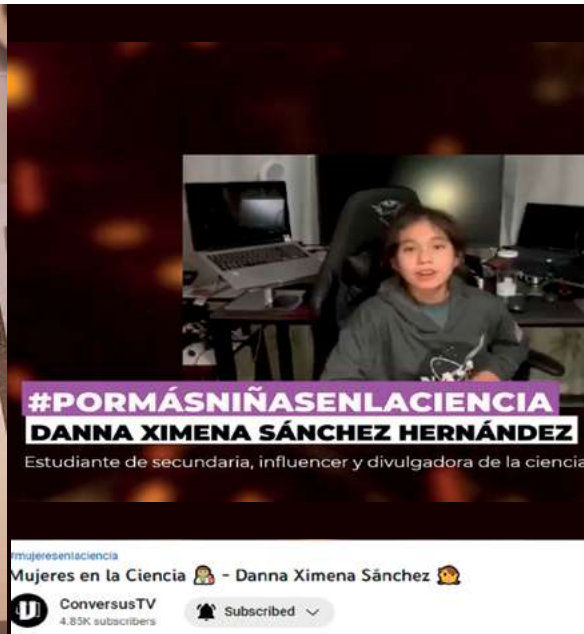 #PORMÁSNIÑASENLACIENCIA
DANNA XIMENA SÁNCHEZ HERNÁNDEZ
Estudiante de secundaria, influencer y divulgadora de la ciencia
#mujeresenlaciencia
Mujeres en la Ciencia 👩‍🔬 - Danna Ximena Sánchez 👧
ConversusTV
4.85K subscribers
Subscribed